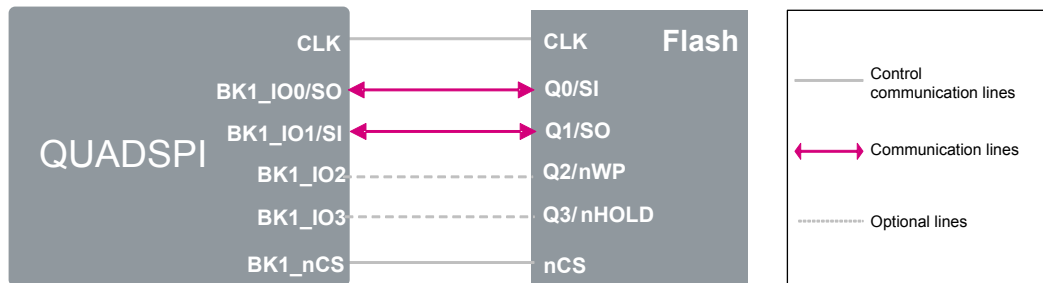 QUADSPI
CLK
BK1_IO0/SO
BK1_IO1/SI
BK1_IO2
BK1_IO3
BK1_nCS
Flash
CLK
Q0/SI
Q1/SO
Q2/nWP
Q3/nHOLD
nCS
Control
communication lines
Communication lines
Optional lines